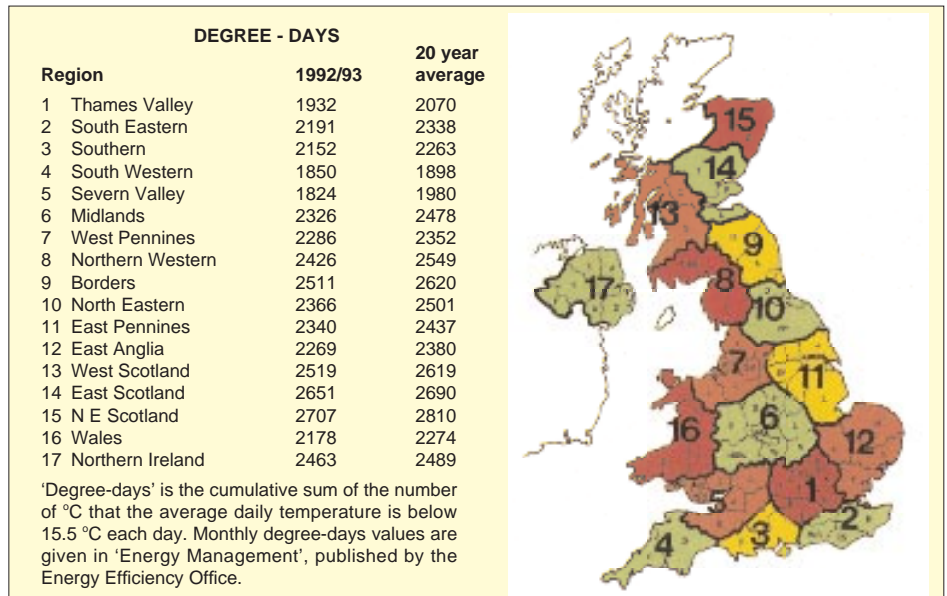 DEGREE - DAYS
20 year
Region 1992/93 average
1 Thames Valley 1932 2070
2 South Eastern 2191 2338
3 Southern 2152 2263
4 South Western 1850 1898
5 Severn Valley 1824 1980
6 Midlands 2326 2478
7 West Pennines 2286 2352
8 Northern Western 2426 2549
9 Borders 2511 2620
10 North Eastern 2366 2501
11 East Pennines 2340 2437
12 East Anglia 2269 2380
13 West Scotland 2519 2619
14 East Scotland 2651 2690
15 N E Scotland 2707 2810
16 Wales 2178 2274
17 Northern Ireland 2463 2489
‘Degree-days’ is the cumulative sum of the number
of °C that the average daily temperature is below
15.5 °C each day. Monthly degree-days values are
given in ‘Energy Management’, published by the
Energy Efficiency Office.
15
14
13
9
8
17
10
7
11
6
16
12
1
5
2
3
4